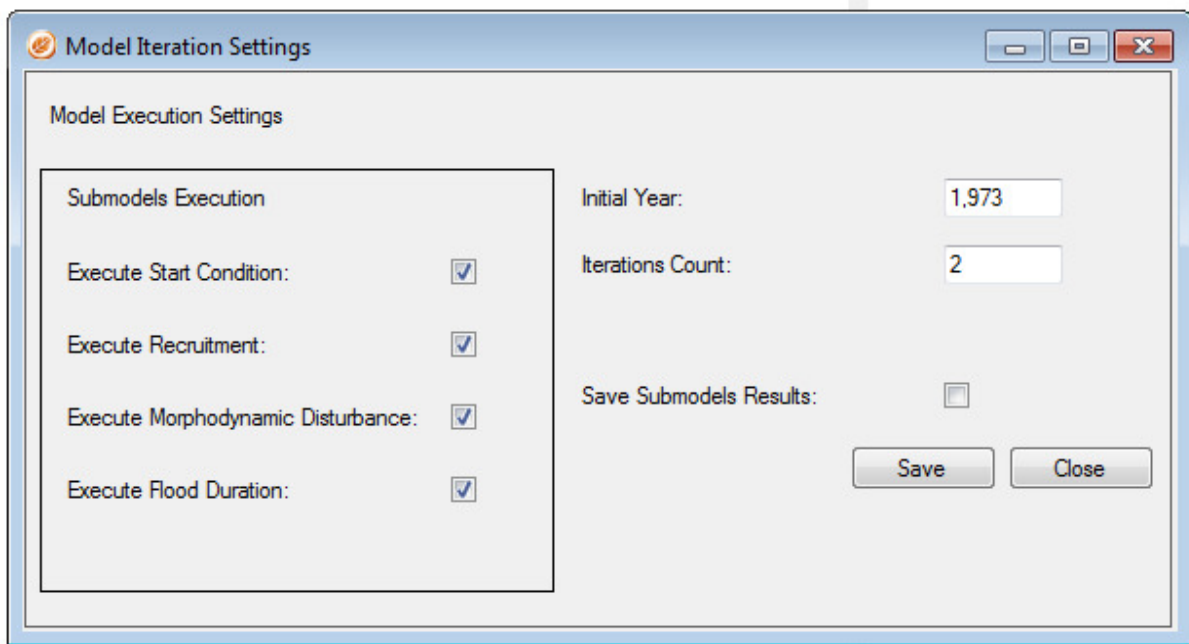 Model Iteration Settings
Model Execution Settings
Submodels Execution
Execute Start Condition:
Execute Recruitment:
Execute Morphodynamic Disturbance:
Execute Flood Duration:
Initial Year: 1,973
Iterations Count: 2
Save Submodels Results:
Save Close